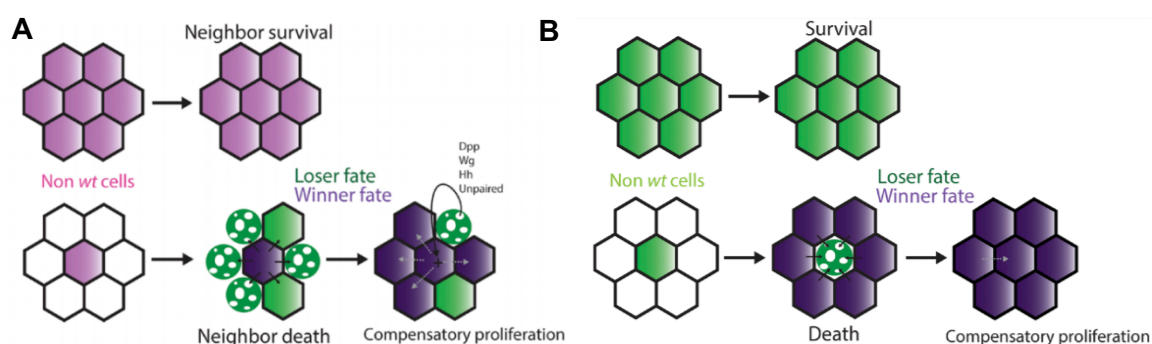 A
Neighbor survival
Non wt cells
Loser fate
Winner fate
Dpp
Wg
Hh
Unpaired
Neighbor death
Compensatory proliferation
B
Survival
Non wt cells
Loser fate
Winner fate
Death
Compensatory proliferation